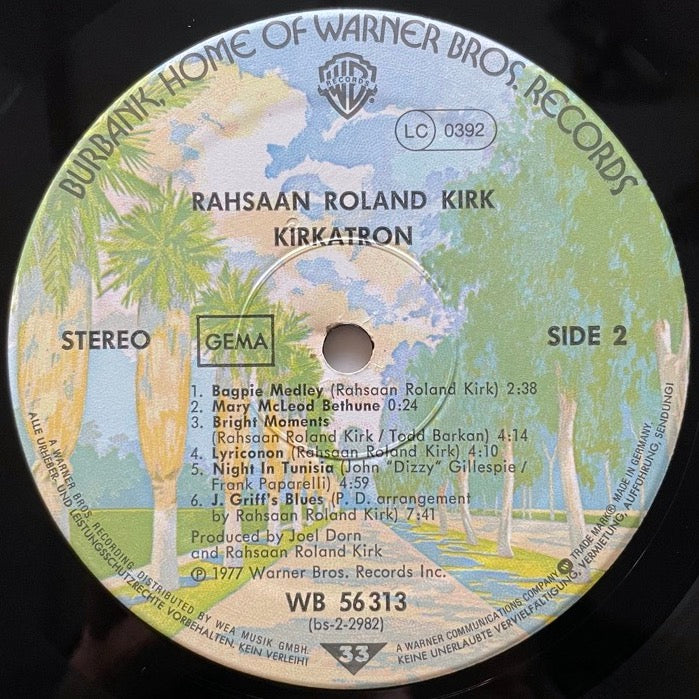 BURBANK, HOME OF WARNER BROS. RECORDS
RECORDS
LC 0392
RAHSAAN ROLAND KIRK
KIRKATRON
STEREO
GEMA
SIDE 2
1. Bagpie Medley (Rahsaan Roland Kirk) 2:38
2. Mary McLeod Bethune 0:24
3. Bright Moments
(Rahsaan Roland Kirk / Todd Barkan) 4:14
4. Lyriconon (Rahsaan Roland Kirk) 4:10
5. Night In Tunisia (John "Dizzy" Gillespie /
Frank Paparelli) 4:59
6. J. Griff's Blues (P. D. arrangement
by Rahsaan Roland Kirk) 7:41
Produced by Joel Dorn
and Rahsaan Roland Kirk
℗ 1977 Warner Bros. Records Inc.
WB 56 313
(bs-2-2982)
33
A WARNER BROS. RECORDING DISTRIBUTED BY WEA MUSIK GMBH.
ALLE URHEBER- UND LEISTUNGSSCHUTZRECHTE VORBEHALTEN. KEIN VERLEIH!
A WARNER COMMUNICATIONS COMPANY TRADE MARK® MADE IN GERMANY.
KEINE UNERLAUBTE VERVIELFÄLTIGUNG, VERMIETUNG, AUFFÜHRUNG, SENDUNG!